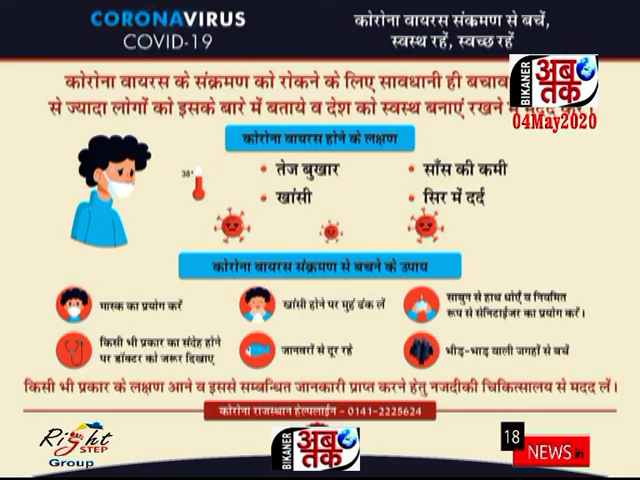 CORONAVIRUS
COVID-19
कोरोना वायरस संक्रमण से बचें,
स्वस्थ रहें, स्वच्छ रहें
BIKANER अब तक
04May2020
कोरोना वायरस के संक्रमण को रोकने के लिए सावधानी ही
से ज्यादा लोगों को इसके बारे में बताये व देश को स्वस्थ बनाएं रखने
कोरोना वायरस होने के लक्षण
38°
• तेज बुखार
• साँस की कमी
• खांसी
• सिर में दर्द
कोरोना वायरस संक्रमण से बचने के उपाय
मास्क का प्रयोग करें
खाँसी होने पर मुहं ढंक लें
साबुन से हाथ धोएँ व नियमित
रूप से सेनिटाईजर का प्रयोग करें।
किसी भी प्रकार का संदेह होने
पर डॉक्टर को जरूर दिखाए
जानवरों से दूर रहे
भीड़-भाड़ वाली जगहों से बचें
किसी भी प्रकार के लक्षण आने व इससे सम्बन्धित जानकारी प्राप्त करने हेतु नजदीकी चिकित्सालय से मदद लें।
कोरोना राजस्थान हेल्पलाईन - 0141-2225624
Right STEP
Group
BIKANER अब तक
18 NEWS.in